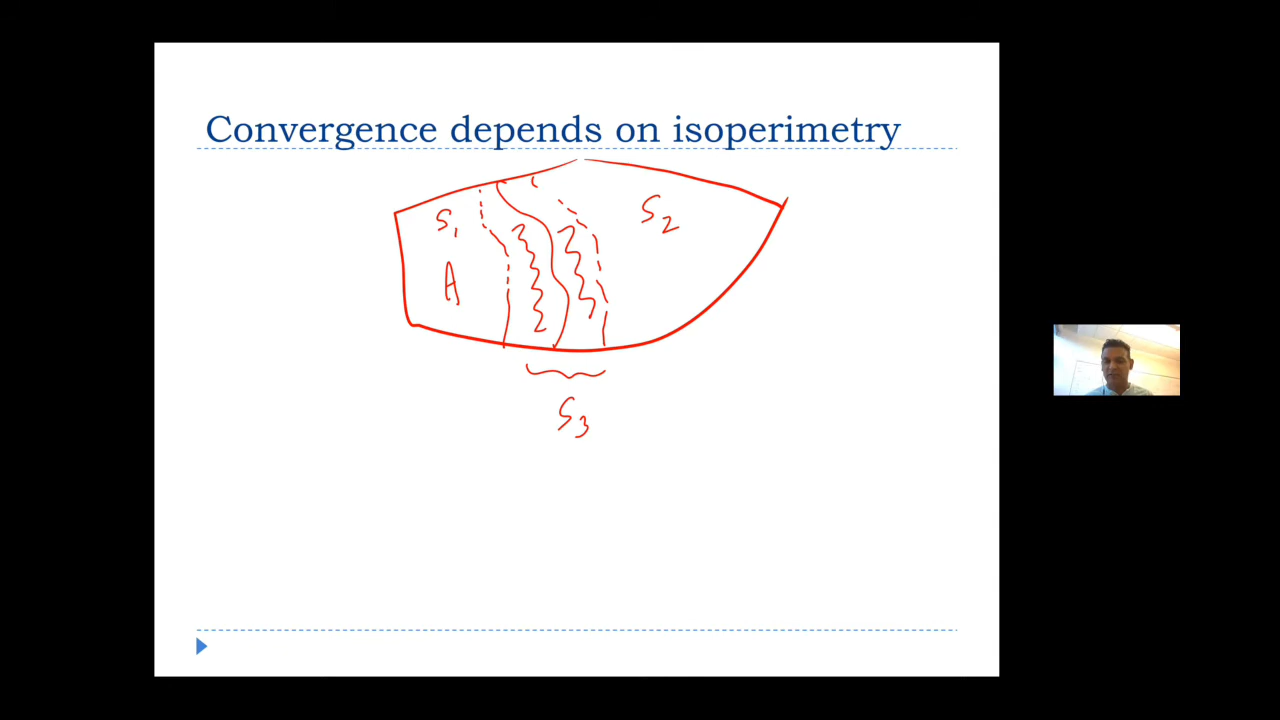 Convergence depends on isoperimetry
S₁
S₂
A
S₃